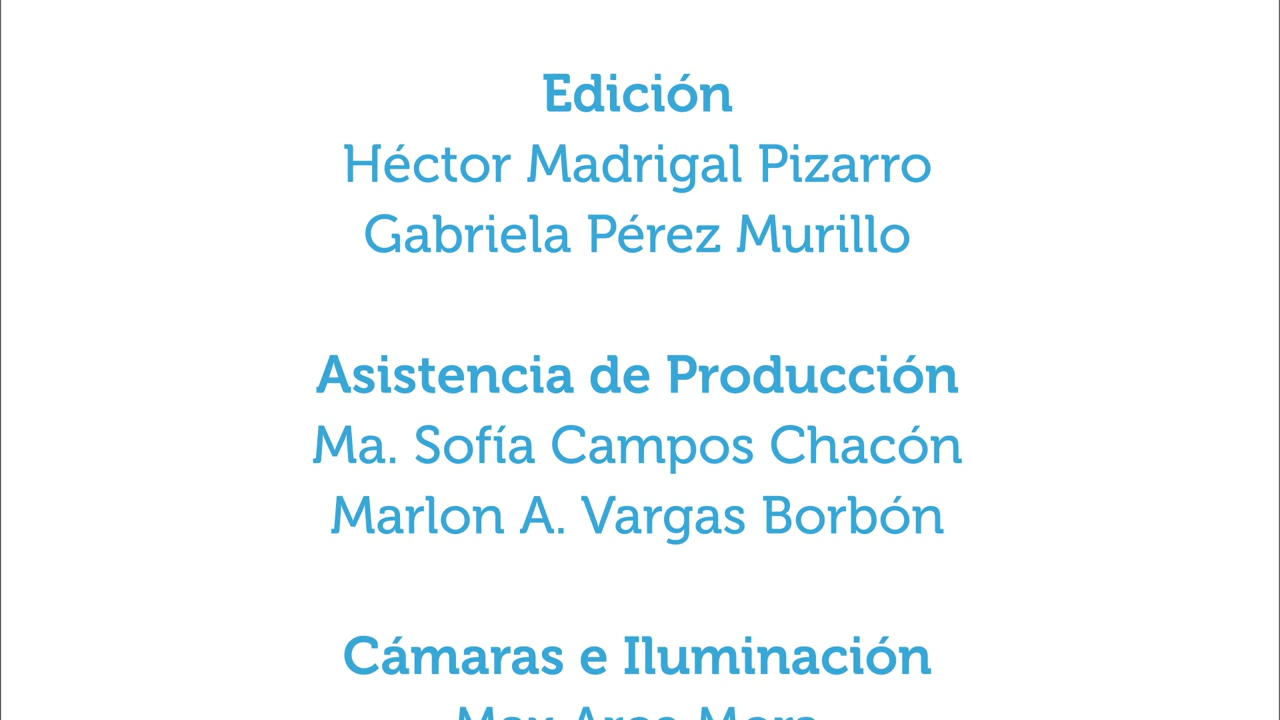 Edición
Héctor Madrigal Pizarro
Gabriela Pérez Murillo
Asistencia de Producción
Ma. Sofía Campos Chacón
Marlon A. Vargas Borbón
Cámaras e Iluminación